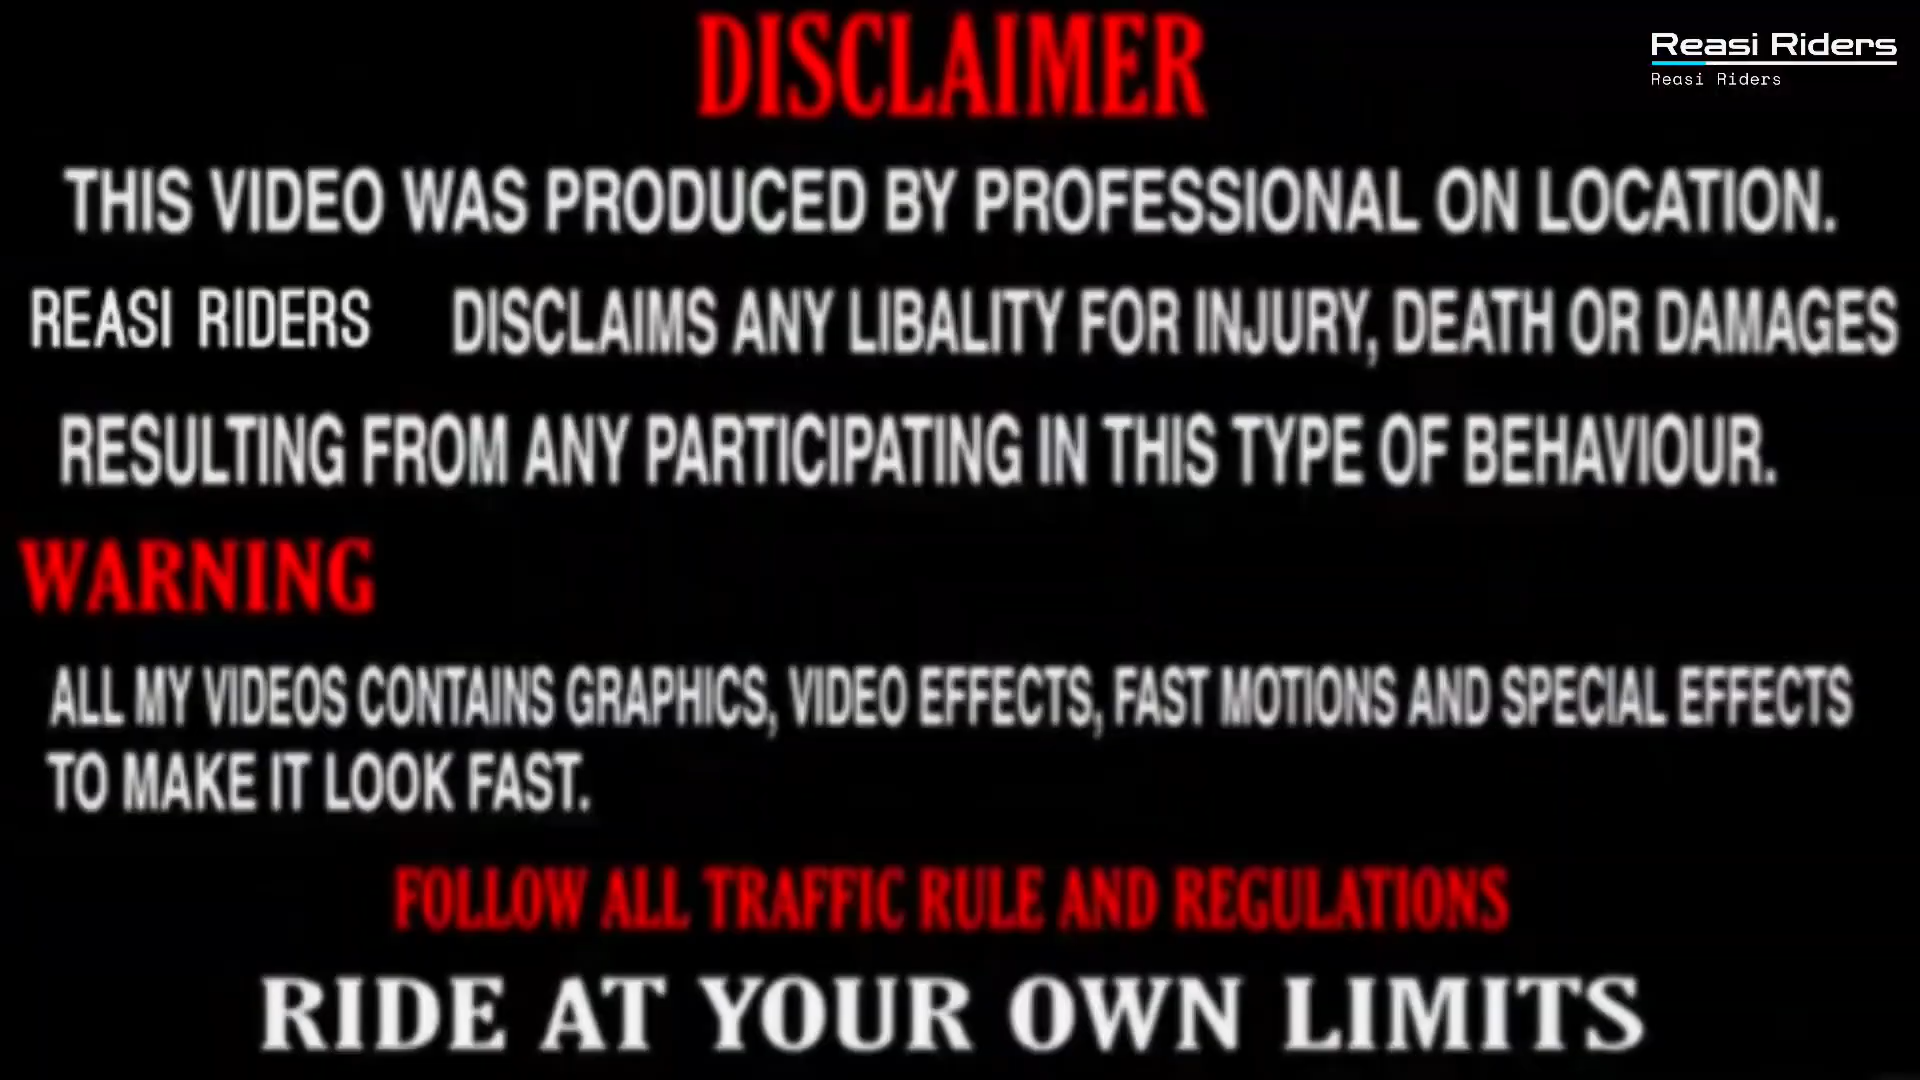 DISCLAIMER
Reasi Riders
Reasi Riders
THIS VIDEO WAS PRODUCED BY PROFESSIONAL ON LOCATION.
REASI RIDERS DISCLAIMS ANY LIBALITY FOR INJURY, DEATH OR DAMAGES
RESULTING FROM ANY PARTICIPATING IN THIS TYPE OF BEHAVIOUR.
WARNING
ALL MY VIDEOS CONTAINS GRAPHICS, VIDEO EFFECTS, FAST MOTIONS AND SPECIAL EFFECTS
TO MAKE IT LOOK FAST.
FOLLOW ALL TRAFFIC RULE AND REGULATIONS
RIDE AT YOUR OWN LIMITS